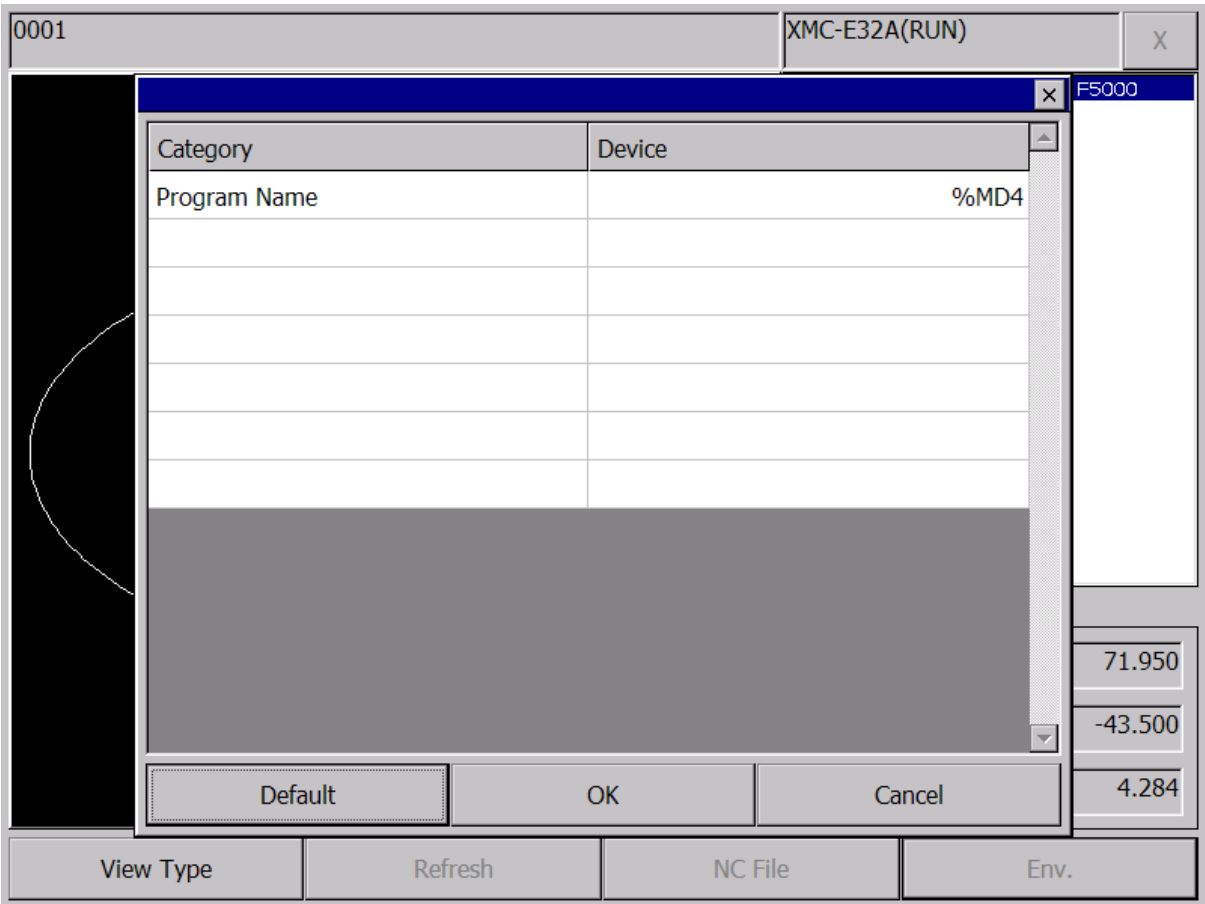 0001
XMC-E32A(RUN)
X
F5000
Category
Device
Program Name
%MD4
71.950
-43.500
4.284
Default
OK
Cancel
View Type
Refresh
NC File
Env.